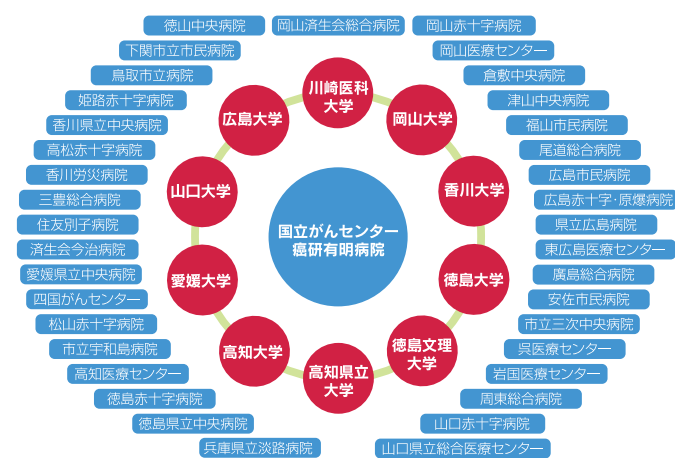 徳山中央病院
岡山済生会総合病院
岡山赤十字病院
下関市立市民病院
岡山医療センター
鳥取市立病院
倉敷中央病院
姫路赤十字病院
津山中央病院
香川県立中央病院
福山市民病院
高松赤十字病院
尾道総合病院
香川労災病院
広島市民病院
三豊総合病院
広島赤十字・原爆病院
住友別子病院
県立広島病院
済生会今治病院
東広島医療センター
愛媛県立中央病院
廣島総合病院
四国がんセンター
安佐市民病院
松山赤十字病院
市立三次中央病院
市立宇和島病院
呉医療センター
高知医療センター
岩国医療センター
徳島赤十字病院
周東総合病院
徳島県立中央病院
山口赤十字病院
兵庫県立淡路病院
山口県立総合医療センター
川崎医科
大学
広島大学
岡山大学
山口大学
香川大学
国立がんセンター
癌研有明病院
愛媛大学
徳島大学
高知大学
徳島文理
大学
高知県立
大学